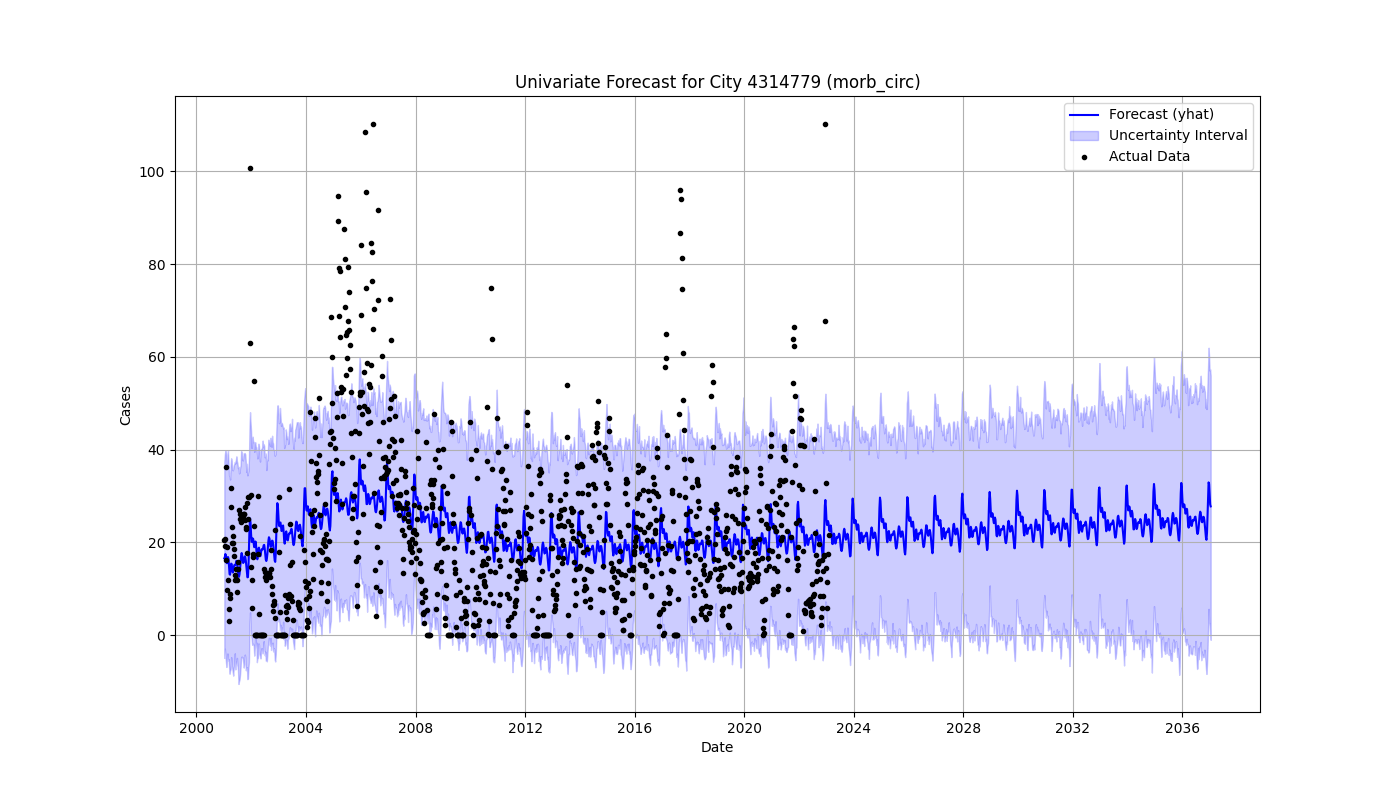 Univariate Forecast for City 4314779 (morb_circ)
Forecast (yhat)
Uncertainty Interval
Actual Data
Cases
100
80
60
40
20
0
2000 2004 2008 2012 2016 2020 2024 2028 2032 2036
Date